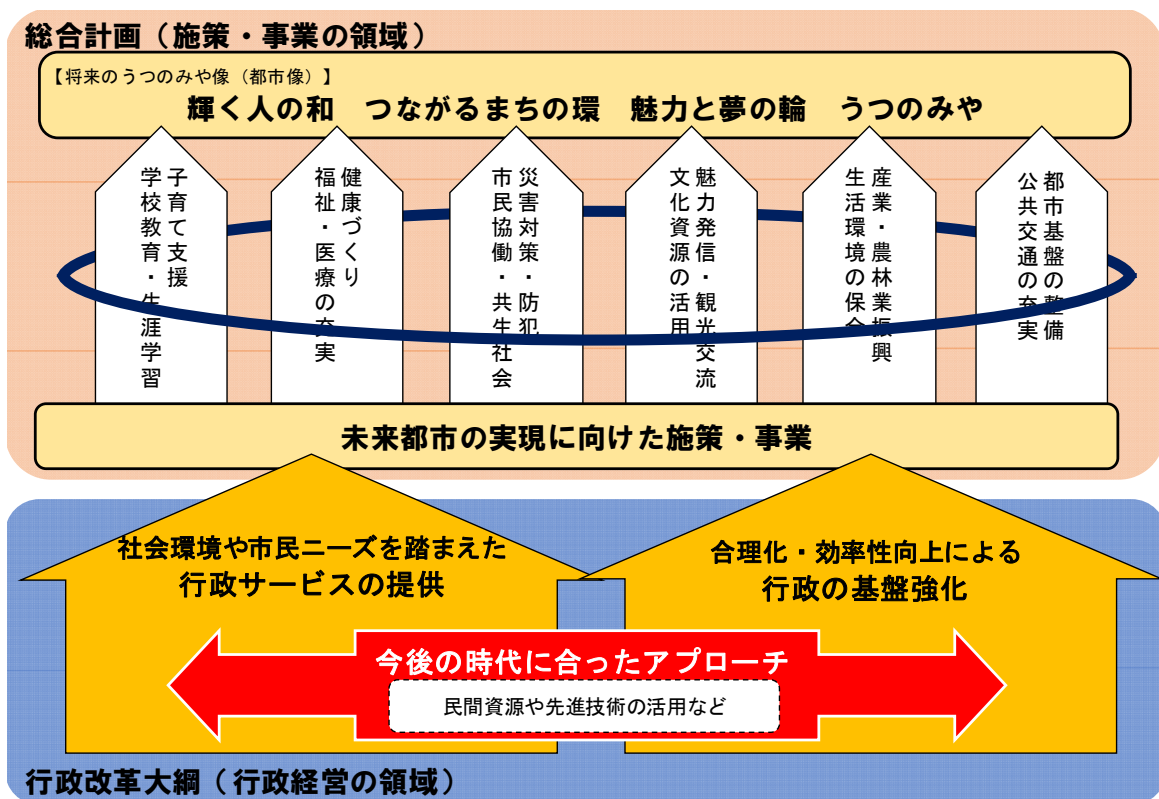 総合計画（施策・事業の領域）
【将来のうつのみや像（都市像）】
輝く人の和　つながるまちの環　魅力と夢の輪　うつのみや
子育て支援
学校教育・生涯学習
健康づくり
福祉・医療の充実
災害対策・防犯
市民協働・共生社会
魅力発信・観光交流
文化資源の活用
産業・農林業振興
生活環境の保全
都市基盤の整備
公共交通の充実
未来都市の実現に向けた施策・事業
社会環境や市民ニーズを踏まえた
行政サービスの提供
合理化・効率性向上による
行政の基盤強化
今後の時代に合ったアプローチ
民間資源や先進技術の活用など
行政改革大綱（行政経営の領域）